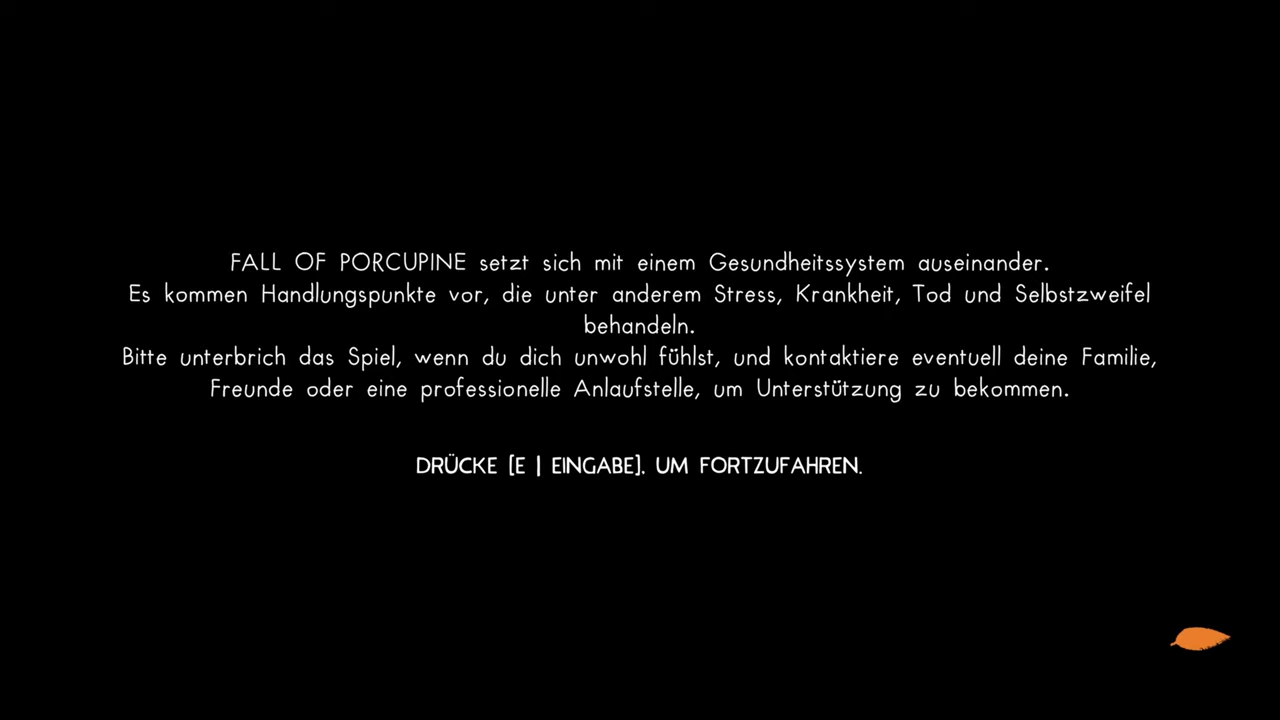 FALL OF PORCUPINE setzt sich mit einem Gesundheitssystem auseinander.
Es kommen Handlungspunkte vor, die unter anderem Stress, Krankheit, Tod und Selbstzweifel
behandeln.
Bitte unterbrich das Spiel, wenn du dich unwohl fühlst, und kontaktiere eventuell deine Familie,
Freunde oder eine professionelle Anlaufstelle, um Unterstützung zu bekommen.
DRÜCKE [E | EINGABE], UM FORTZUFAHREN.